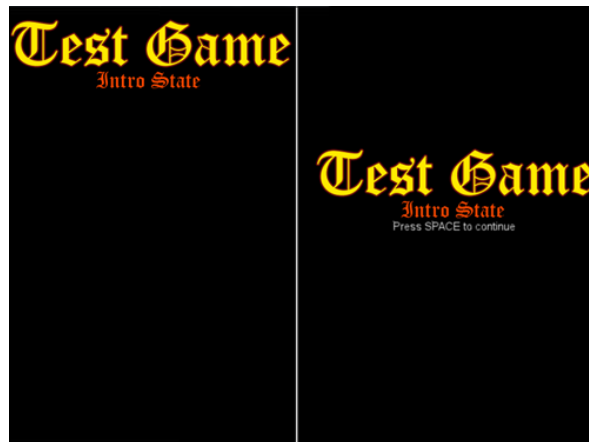 Test Game
Intro State
Test Game
Intro State
Press SPACE to continue